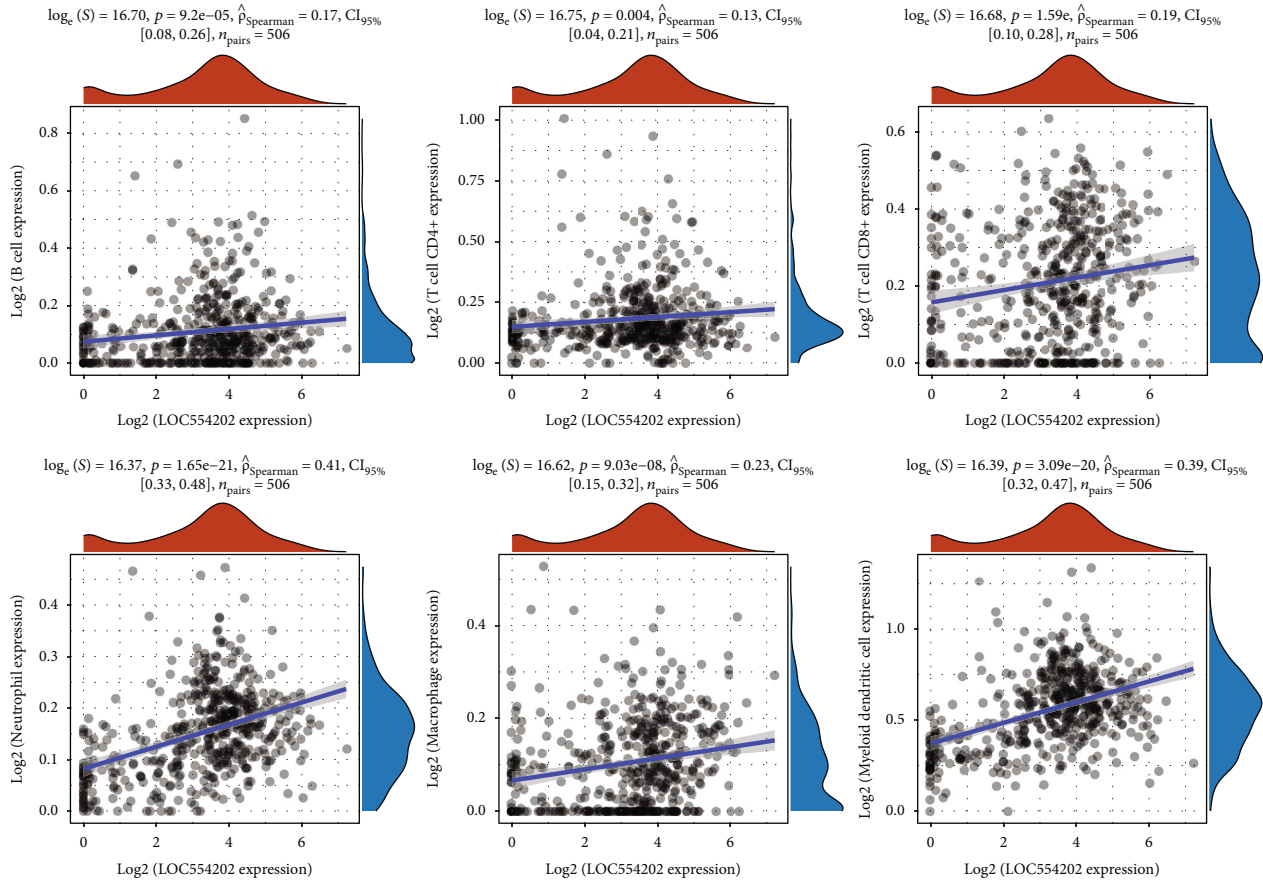 logₑ (S) = 16.70, p = 9.2e−05, ρ̂Spearman = 0.17, CI95%
[0.08, 0.26], npairs = 506
Log2 (B cell expression)
0.8
0.6
0.4
0.2
0.0
0 2 4 6
Log2 (LOC554202 expression)
logₑ (S) = 16.75, p = 0.004, ρ̂Spearman = 0.13, CI95%
[0.04, 0.21], npairs = 506
Log2 (T cell CD4+ expression)
1.00
0.75
0.50
0.25
0.00
0 2 4 6
Log2 (LOC554202 expression)
logₑ (S) = 16.68, p = 1.59e, ρ̂Spearman = 0.19, CI95%
[0.10, 0.28], npairs = 506
Log2 (T cell CD8+ expression)
0.6
0.4
0.2
0.0
0 2 4 6
Log2 (LOC554202 expression)
logₑ (S) = 16.37, p = 1.65e−21, ρ̂Spearman = 0.41, CI95%
[0.33, 0.48], npairs = 506
Log2 (Neutrophil expression)
0.4
0.3
0.2
0.1
0.0
0 2 4 6
Log2 (LOC554202 expression)
logₑ (S) = 16.62, p = 9.03e−08, ρ̂Spearman = 0.23, CI95%
[0.15, 0.32], npairs = 506
Log2 (Macrophage expression)
0.4
0.2
0.0
0 2 4 6
Log2 (LOC554202 expression)
logₑ (S) = 16.39, p = 3.09e−20, ρ̂Spearman = 0.39, CI95%
[0.32, 0.47], npairs = 506
Log2 (Myeloid dendritic cell expression)
1.0
0.5
0.0
0 2 4 6
Log2 (LOC554202 expression)